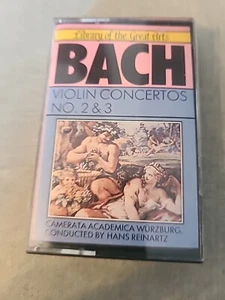 Library of the Great Arts
BACH
VIOLIN CONCERTOS
NO. 2 & 3
CAMERATA ACADEMICA WÜRZBURG,
CONDUCTED BY HANS REINARTZ